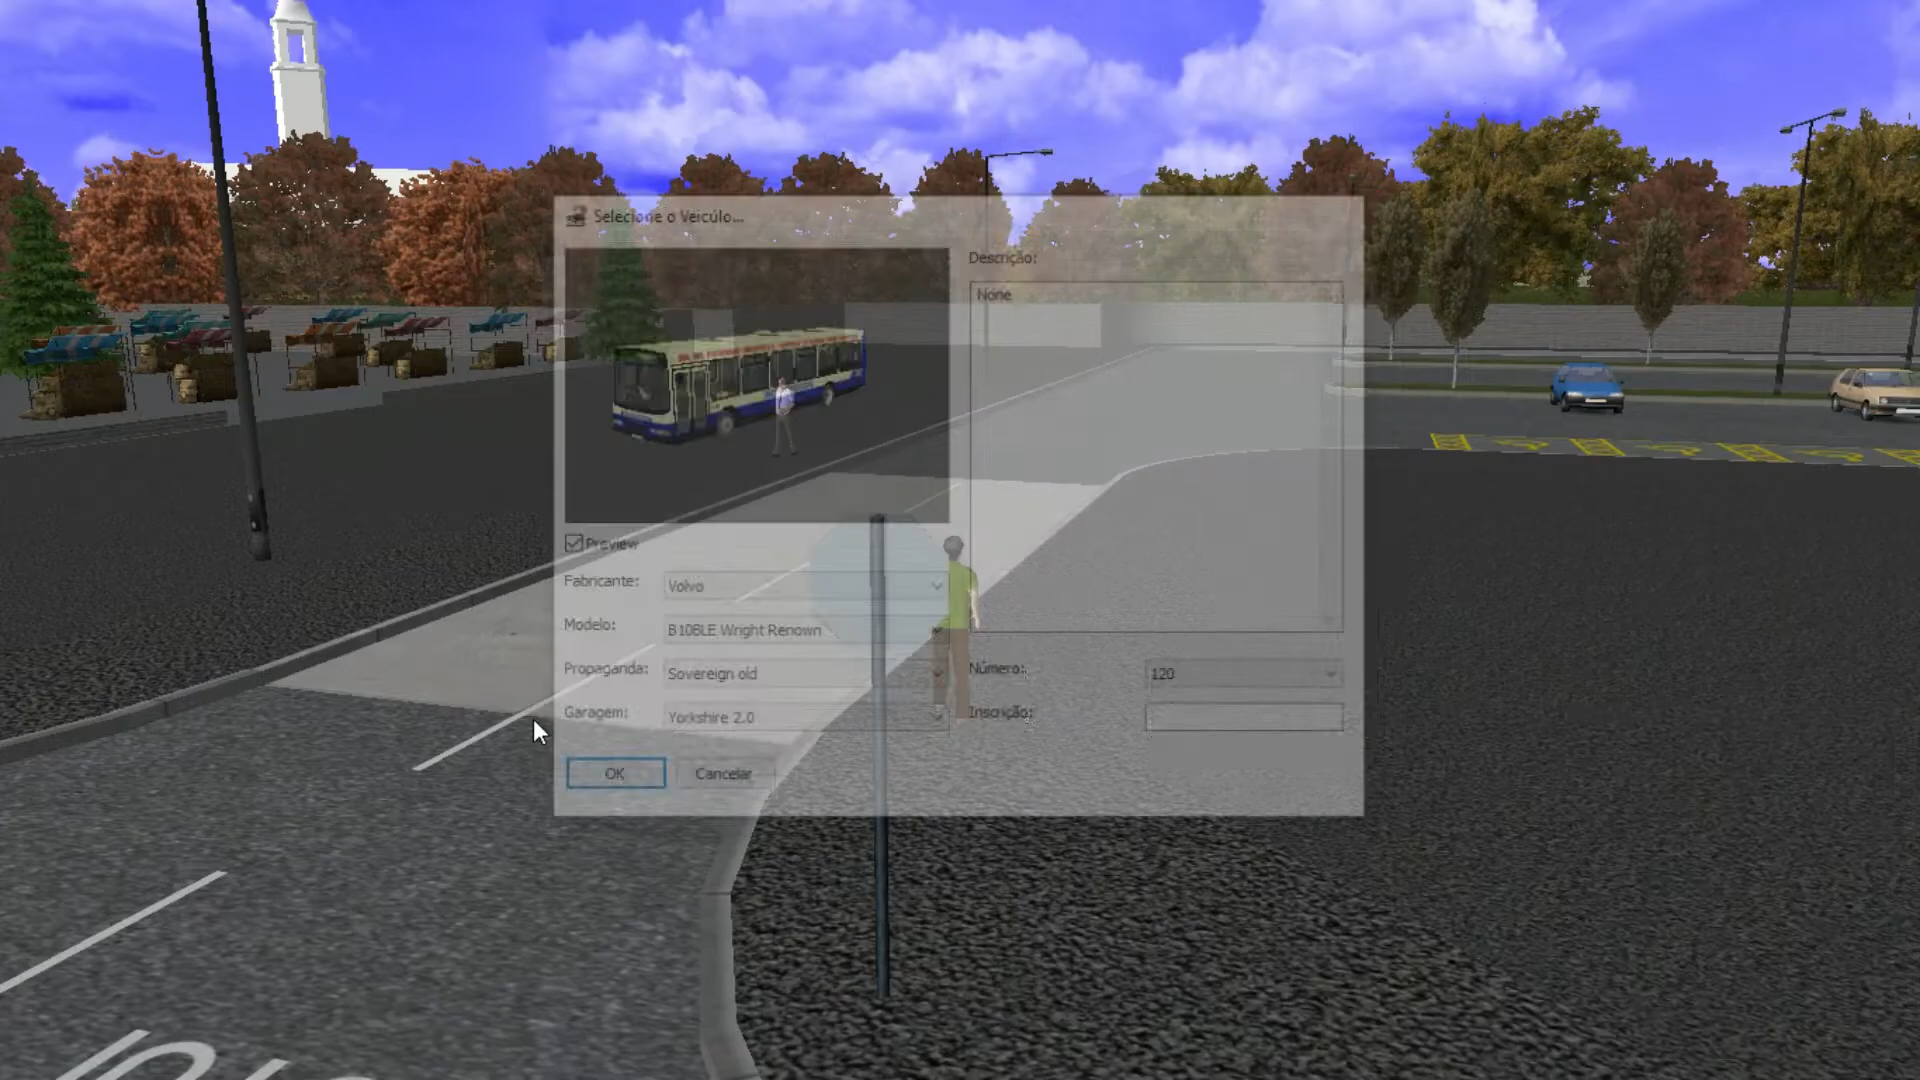 Selecione o Veicúlo...
Descrição:
None
Preview
Fabricante: Volvo
Modelo: B10BLE Wright Renown
Propaganda: Sovereign old
Número: 120
Garagem: Yorkshire 2.0
Inscrição:
OK Cancelar